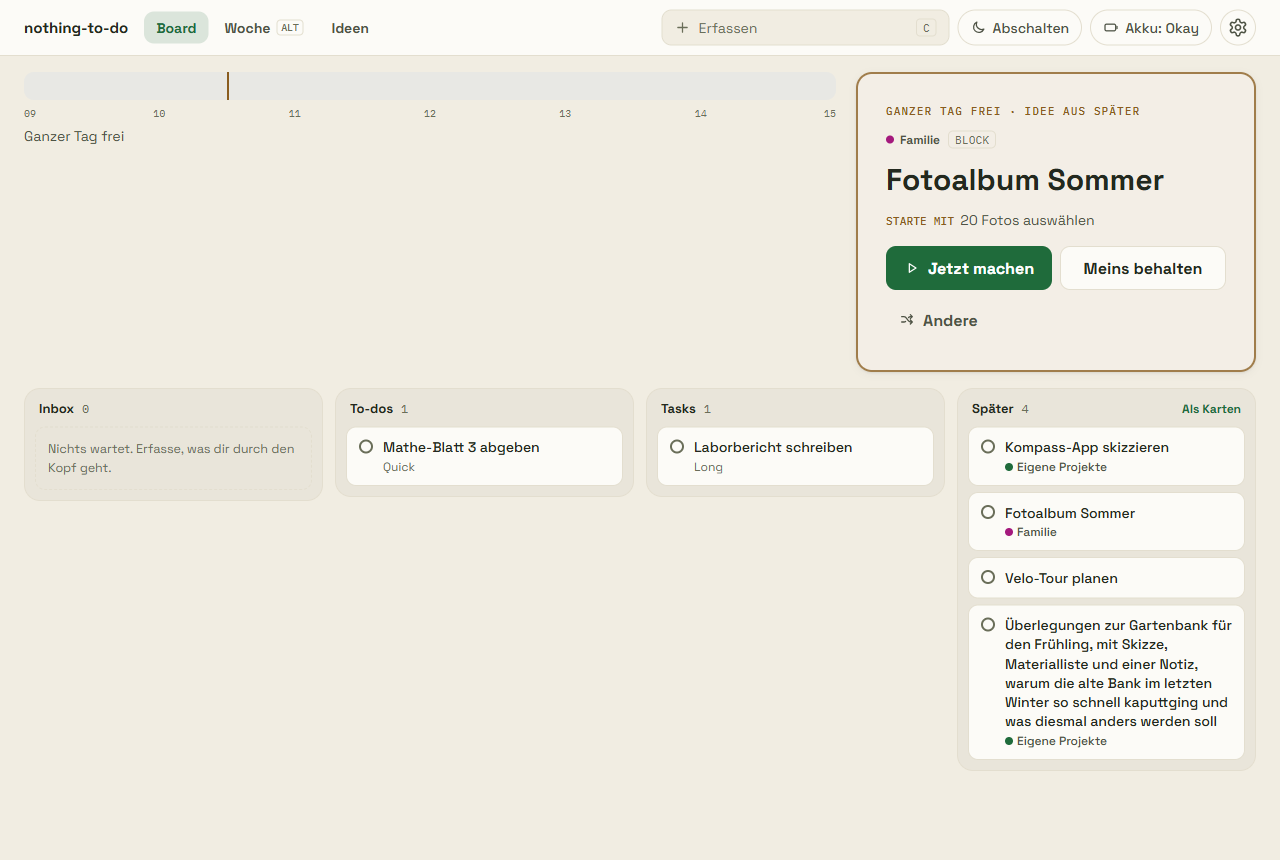 nothing-to-do Board Woche ALT Ideen Erfassen C Abschalten Akku: Okay
09 10 11 12 13 14 15
Ganzer Tag frei
GANZER TAG FREI · IDEE AUS SPÄTER
Familie BLOCK
Fotoalbum Sommer
STARTE MIT 20 Fotos auswählen
Jetzt machen Meins behalten
Andere
Inbox 0
Nichts wartet. Erfasse, was dir durch den
Kopf geht.
To-dos 1
Mathe-Blatt 3 abgeben
Quick
Tasks 1
Laborbericht schreiben
Long
Später 4 Als Karten
Kompass-App skizzieren
Eigene Projekte
Fotoalbum Sommer
Familie
Velo-Tour planen
Überlegungen zur Gartenbank für
den Frühling, mit Skizze,
Materialliste und einer Notiz,
warum die alte Bank im letzten
Winter so schnell kaputtging und
was diesmal anders werden soll
Eigene Projekte